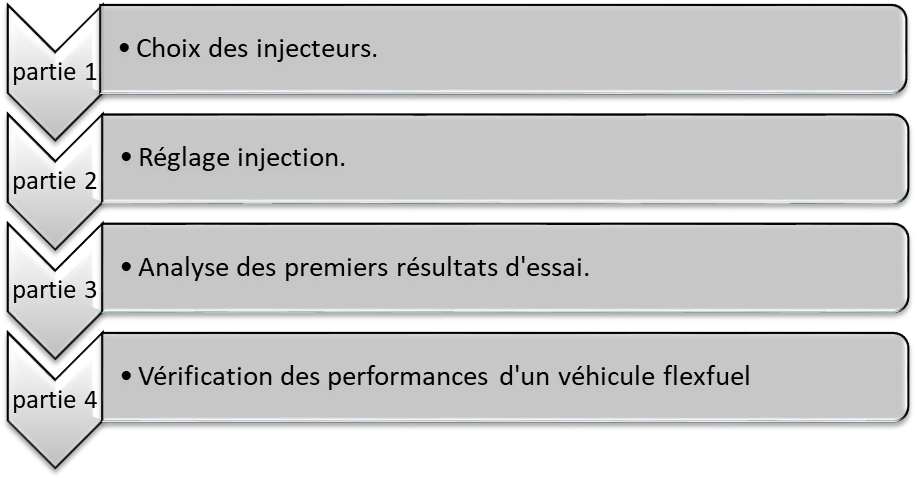 partie 1
• Choix des injecteurs.
partie 2
• Réglage injection.
partie 3
• Analyse des premiers résultats d'essai.
partie 4
• Vérification des performances d'un véhicule flexfuel